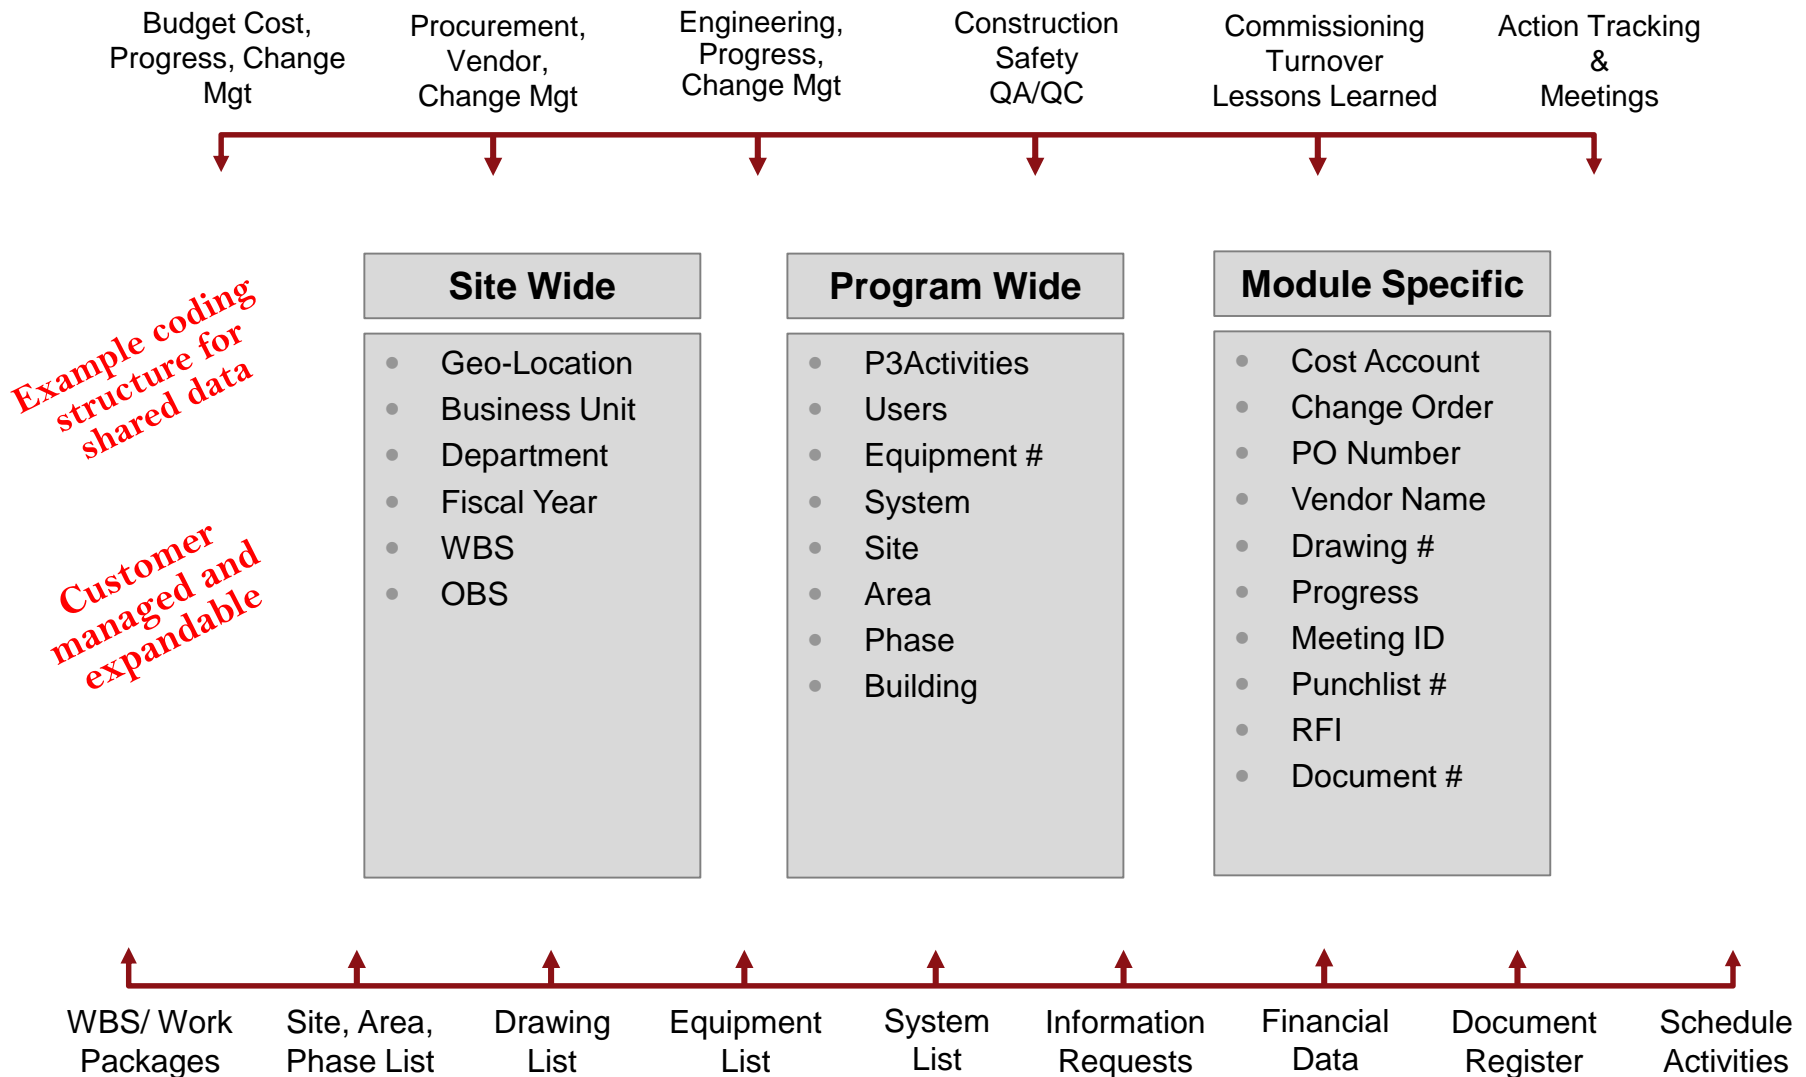 Budget Cost,
Progress, Change
Mgt
Procurement,
Vendor,
Change Mgt
Engineering,
Progress,
Change Mgt
Construction
Safety
QA/QC
Commissioning
Turnover
Lessons Learned
Action Tracking
&
Meetings
Example coding
structure for
shared data
Customer
managed and
expandable
Site Wide
Geo-Location
Business Unit
Department
Fiscal Year
WBS
OBS
Program Wide
P3Activities
Users
Equipment #
System
Site
Area
Phase
Building
Module Specific
Cost Account
Change Order
PO Number
Vendor Name
Drawing #
Progress
Meeting ID
Punchlist #
RFI
Document #
WBS/ Work
Packages
Site, Area,
Phase List
Drawing
List
Equipment
List
System
List
Information
Requests
Financial
Data
Document
Register
Schedule
Activities